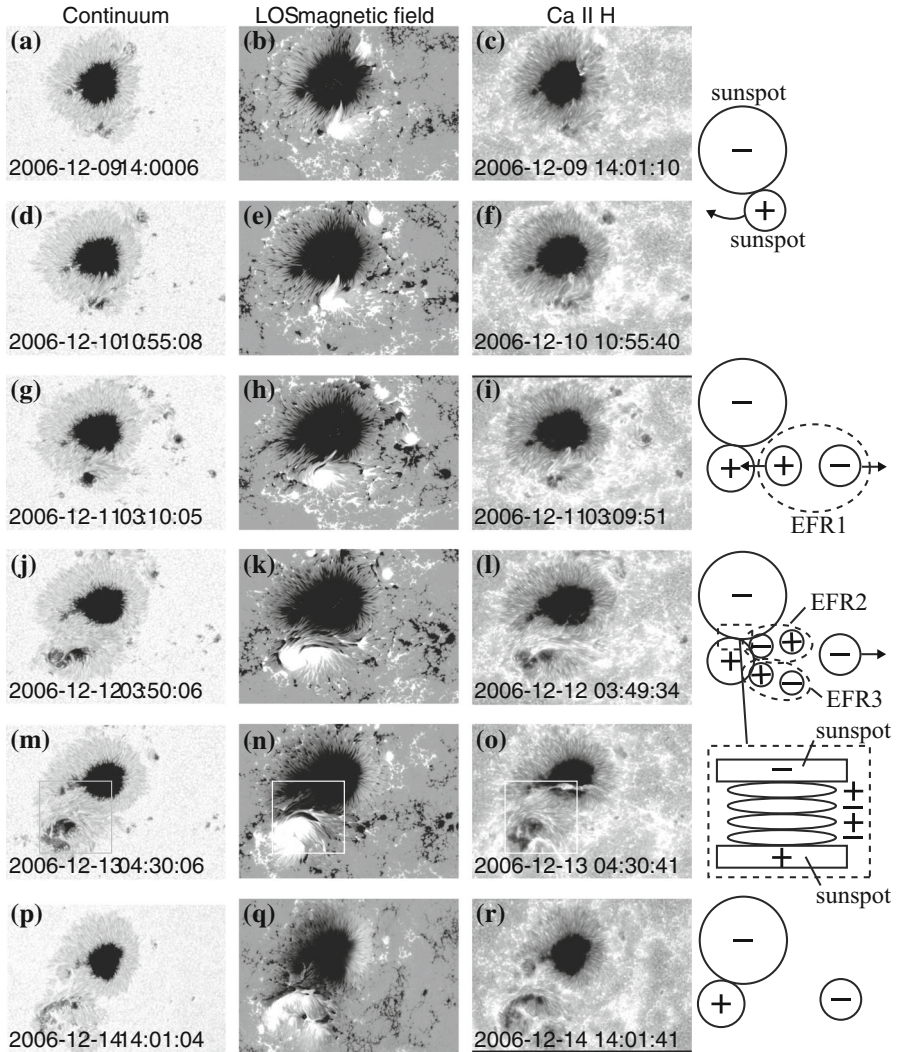 Continuum LOSmagnetic field Ca II H
(a) (b) (c)
2006-12-0914:00:06 2006-12-09 14:01:10
sunspot
−
+
sunspot
(d) (e) (f)
2006-12-1010:55:08 2006-12-10 10:55:40
(g) (h) (i)
2006-12-1103:10:05 2006-12-1103:09:51
−
+ + −
EFR1
(j) (k) (l)
2006-12-1203:50:06 2006-12-12 03:49:34
−
EFR2
− +
+ −
+ −
EFR3
(m) (n) (o)
2006-12-1304:30:06 2006-12-13 04:30:41
sunspot
−
+
−
+
−
+
sunspot
(p) (q) (r)
2006-12-1414:01:04 2006-12-14 14:01:41
−
+ −